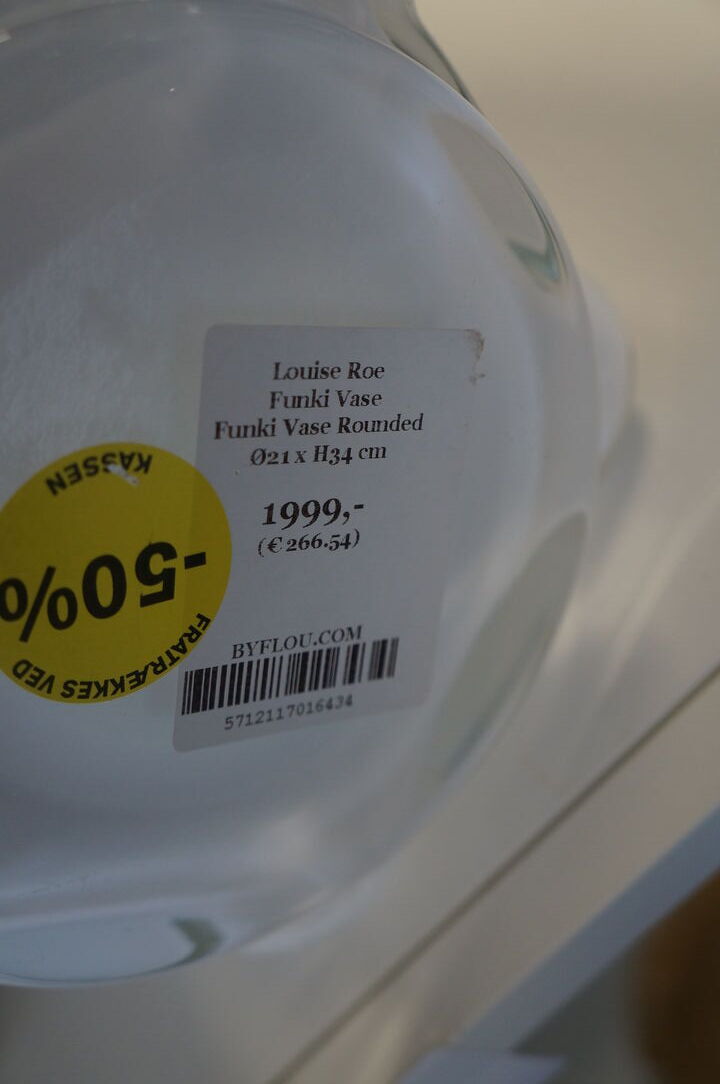 Louise Roe
Funki Vase
Funki Vase Rounded
Ø21 x H34 cm
1999,-
(€ 266.54)
BYFLOU.COM
5712117016434
FRATRÆKKES VED
-50%
KASSEN